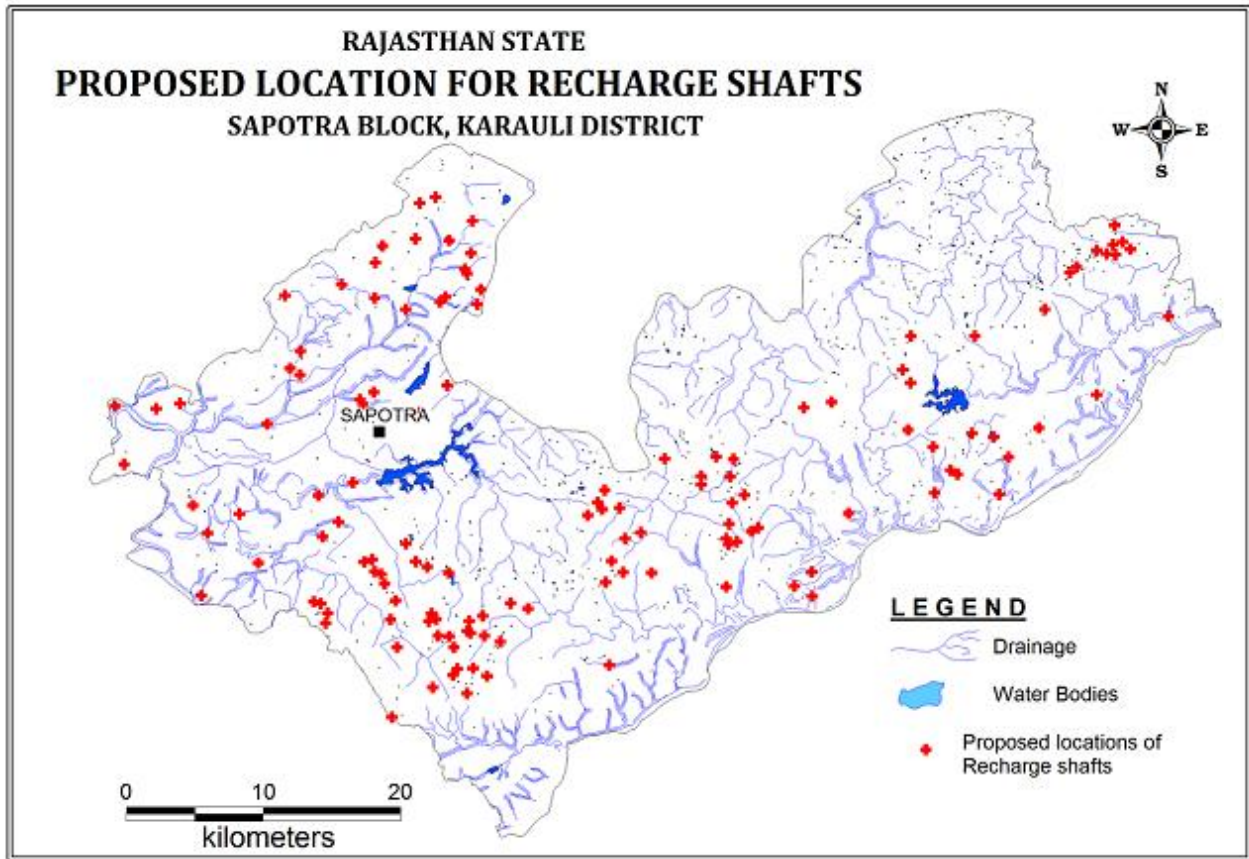 RAJASTHAN STATE
PROPOSED LOCATION FOR RECHARGE SHAFTS
SAPOTRA BLOCK, KARAULI DISTRICT
N
W E
S
SAPOTRA
LEGEND
Drainage
Water Bodies
Proposed locations of
Recharge shafts
0 10 20
kilometers